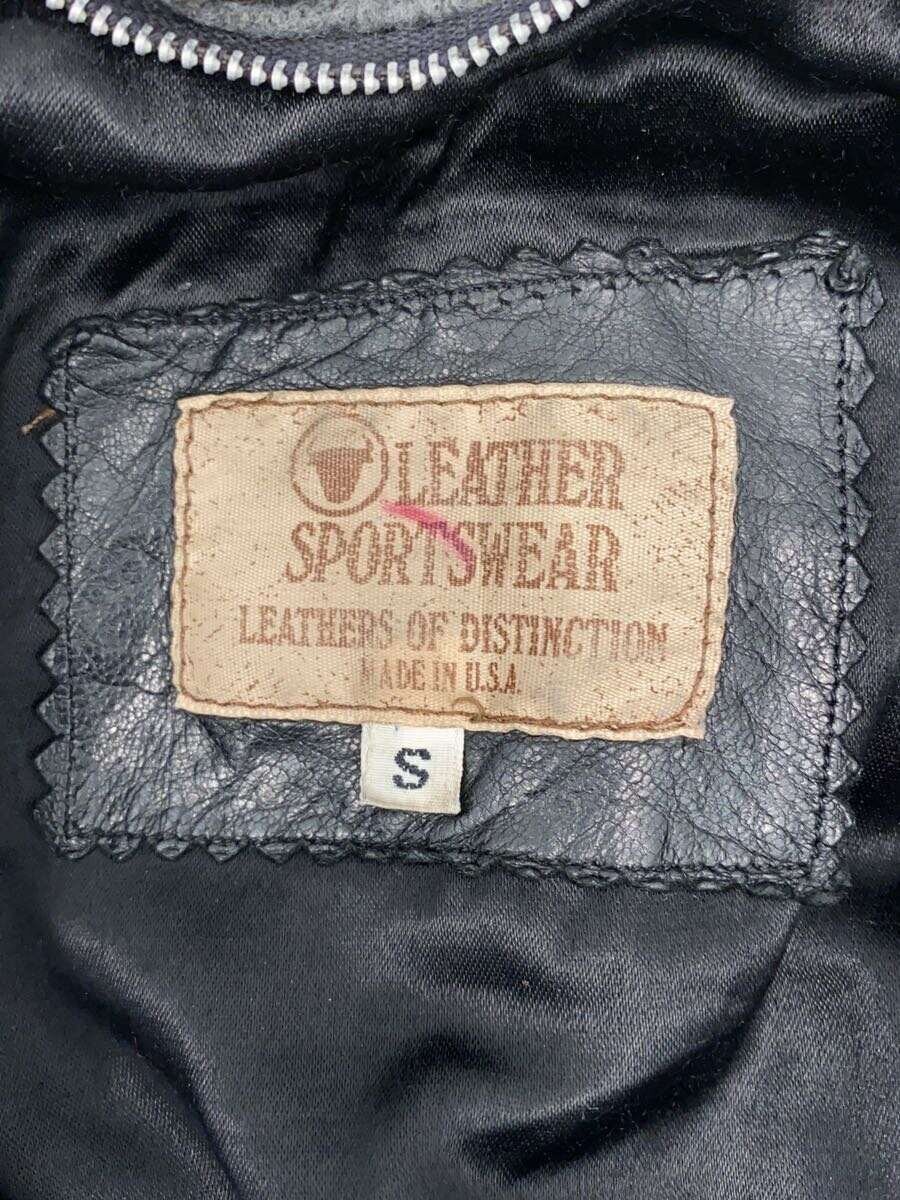 LEATHER
SPORTSWEAR
LEATHERS OF DISTINCTION
MADE IN U.S.A.
S